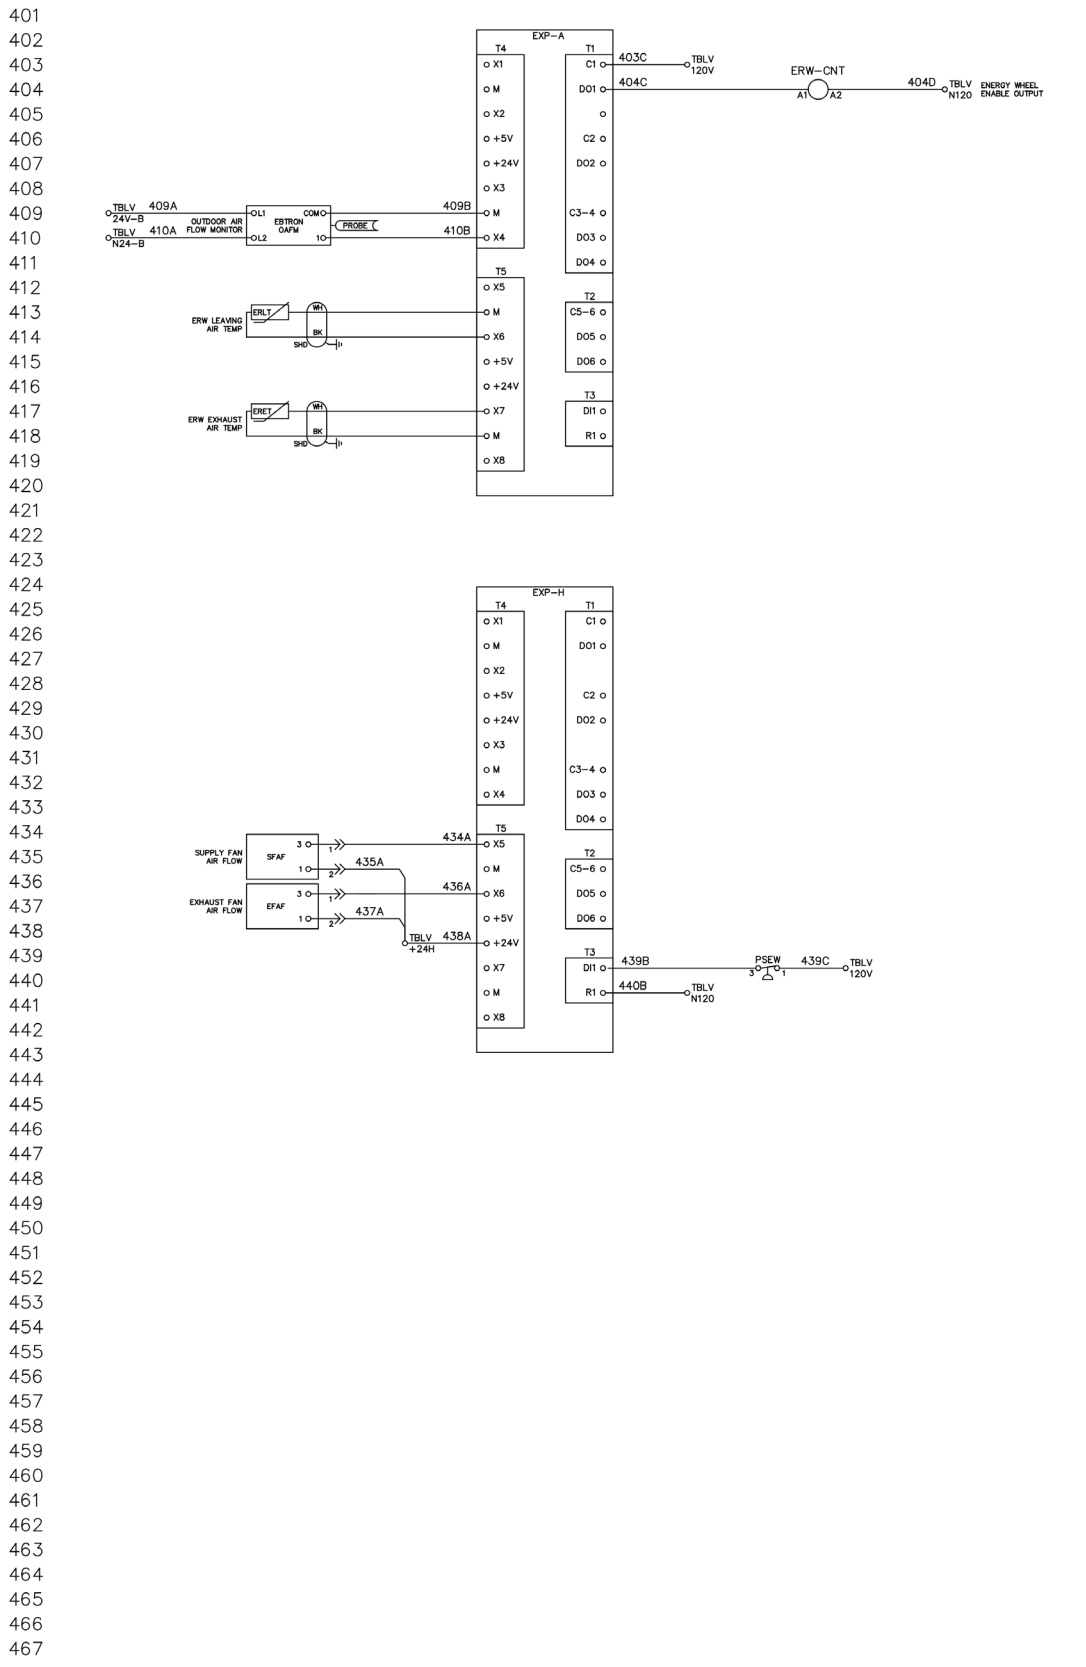 401
402 EXP-A
T4 T1
403 X1 C1 403C TBLV
120V
ERW-CNT
404 M DO1 404C A1 A2 404D TBLV ENERGY WHEEL
N120 ENABLE OUTPUT
405 X2
406 +5V C2
407 +24V DO2
408 X3
409 TBLV 409A L1 COM 409B M C3-4
24V-B OUTDOOR AIR EBTRON
FLOW MONITOR OAFM PROBE
410 TBLV 410A L2 1 410B X4 DO3
N24-B
411 DO4
T5
412 X5
T2
413 ERLT WH M C5-6
ERW LEAVING
AIR TEMP
414 BK X6 DO5
SHD
415 +5V DO6
416 +24V
T3
417 ERET WH X7 DI1
ERW EXHAUST
AIR TEMP
418 BK M R1
SHD
419 X8
420
421
422
423
424 EXP-H
425 T4 T1
X1 C1
426
M DO1
427
X2
428
+5V C2
429
+24V DO2
430
X3
431
M C3-4
432
X4 DO3
433
DO4
434 T5
3 1 434A X5
SUPPLY FAN
AIR FLOW SFAF
435 T2
1 2 435A M C5-6
436
3 1 436A X6 DO5
EXHAUST FAN
AIR FLOW EFAF
437
1 2 437A +5V DO6
438
TBLV 438A +24V
+24H
439 T3
X7 DI1 439B 3 PSEW 1 439C TBLV
120V
440
M R1 440B TBLV
N120
441
X8
442
443
444
445
446
447
448
449
450
451
452
453
454
455
456
457
458
459
460
461
462
463
464
465
466
467